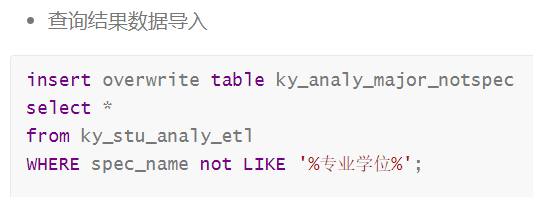 查询结果数据导入
insert overwrite table ky_analy_major_notspec
select *
from ky_stu_analy_etl
WHERE spec_name not LIKE '%专业学位%';